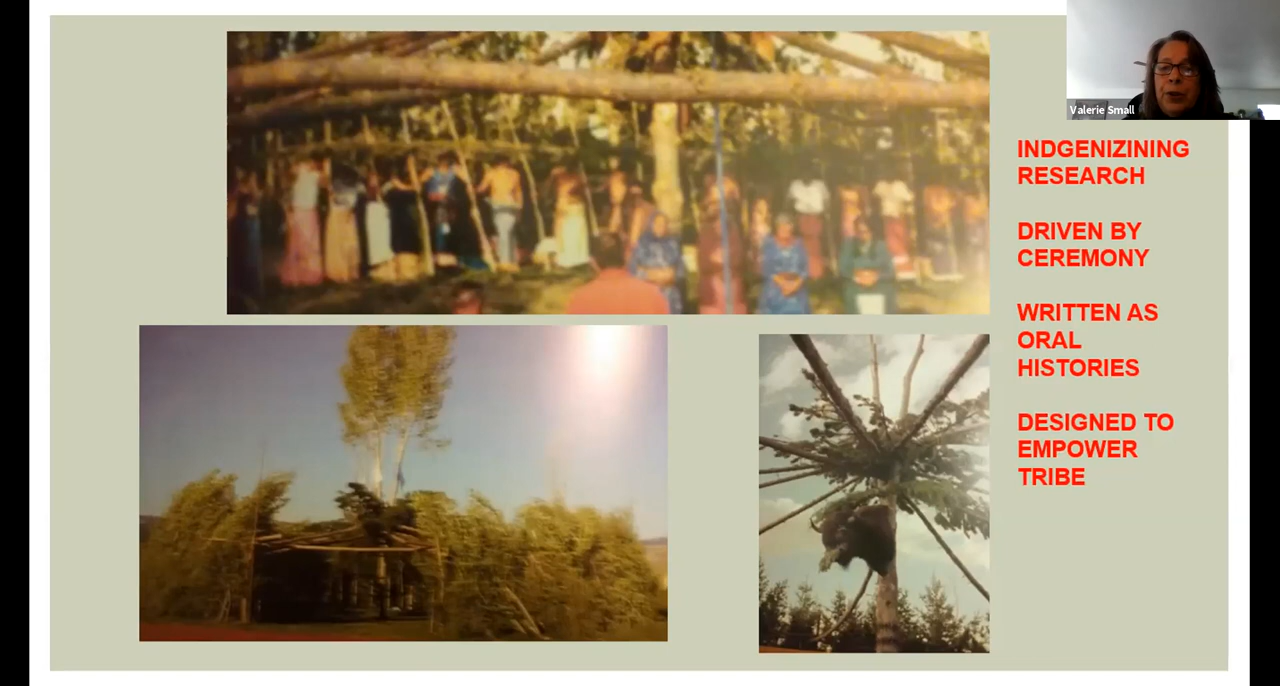 Valerie Small
INDGENIZINING
RESEARCH
DRIVEN BY
CEREMONY
WRITTEN AS
ORAL
HISTORIES
DESIGNED TO
EMPOWER
TRIBE